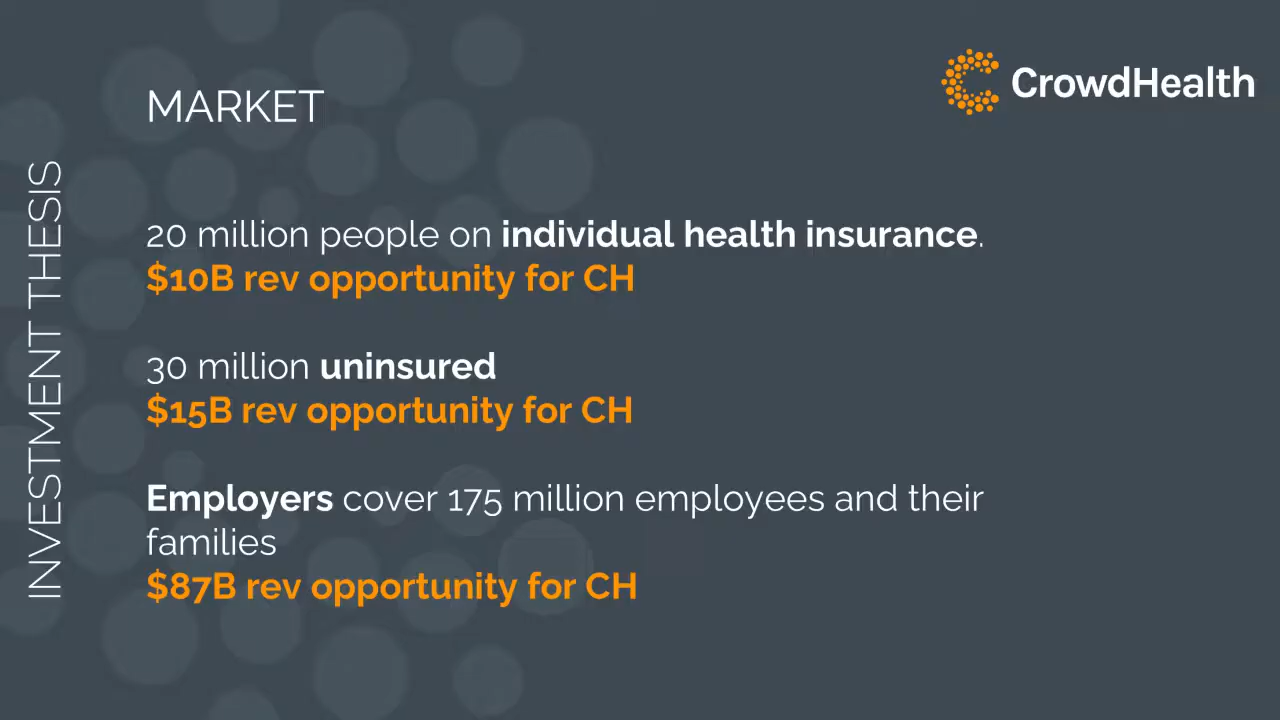 CrowdHealth
MARKET
INVESTMENT THESIS
20 million people on individual health insurance.
$10B rev opportunity for CH
30 million uninsured
$15B rev opportunity for CH
Employers cover 175 million employees and their
families
$87B rev opportunity for CH